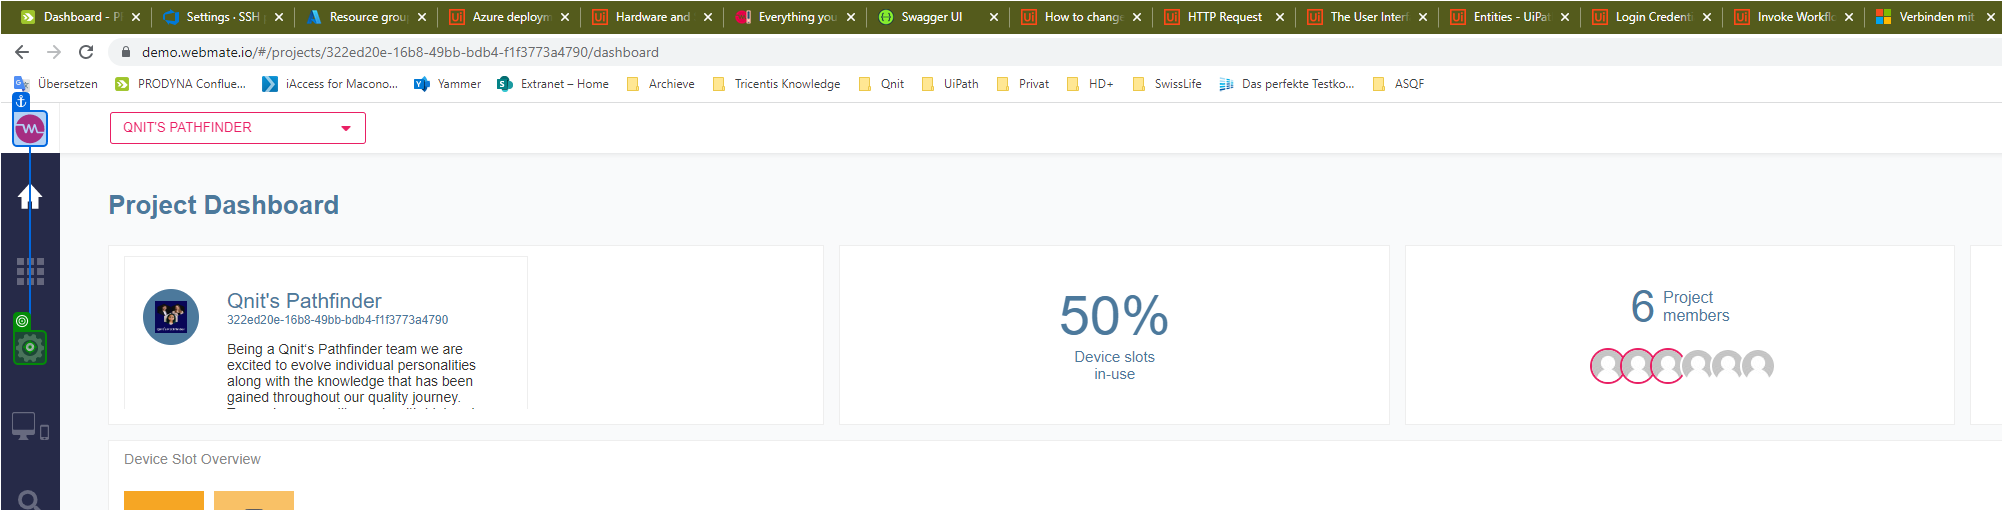 Dashboard - P
Settings · SSH
Resource grou
Azure deploym
Hardware and
Everything you
Swagger UI
How to change
HTTP Request
The User Interf
Entities - UiPat
Login Credent
Invoke Workflo
Verbinden mit
demo.webmate.io/#/projects/322ed20e-16b8-49bb-bdb4-f1f3773a4790/dashboard
Übersetzen
PRODYNA Conflue...
iAccess for Macono...
Yammer
Extranet – Home
Archieve
Tricentis Knowledge
Qnit
UiPath
Privat
HD+
SwissLife
Das perfekte Testko...
ASQF
QNIT'S PATHFINDER
Project Dashboard
Qnit's Pathfinder
322ed20e-16b8-49bb-bdb4-f1f3773a4790
Being a Qnit's Pathfinder team we are
excited to evolve individual personalities
along with the knowledge that has been
gained throughout our quality journey.
50%
Device slots
in-use
6 Project
members
Device Slot Overview